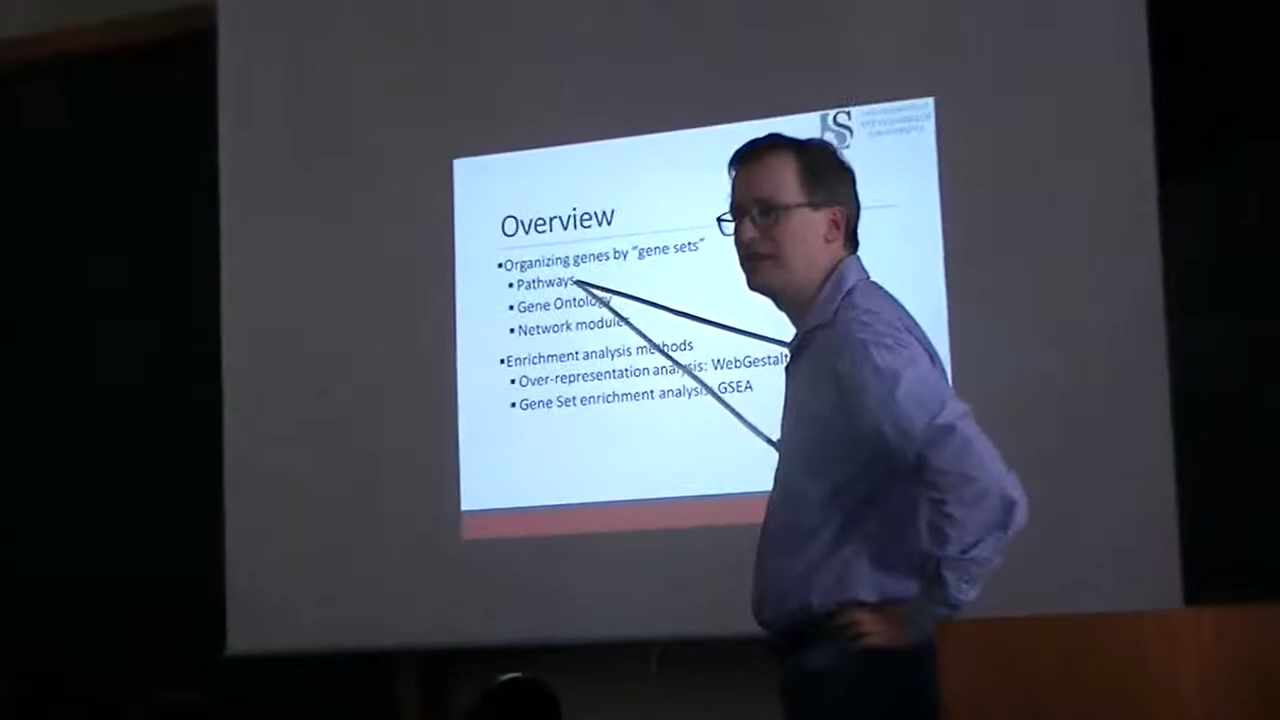 S
Overview
▪Organizing genes by "gene sets"
▪Pathways
▪Gene Ontology
▪Network modules
▪Enrichment analysis methods
▪Over-representation analysis: WebGestalt
▪Gene Set enrichment analysis: GSEA